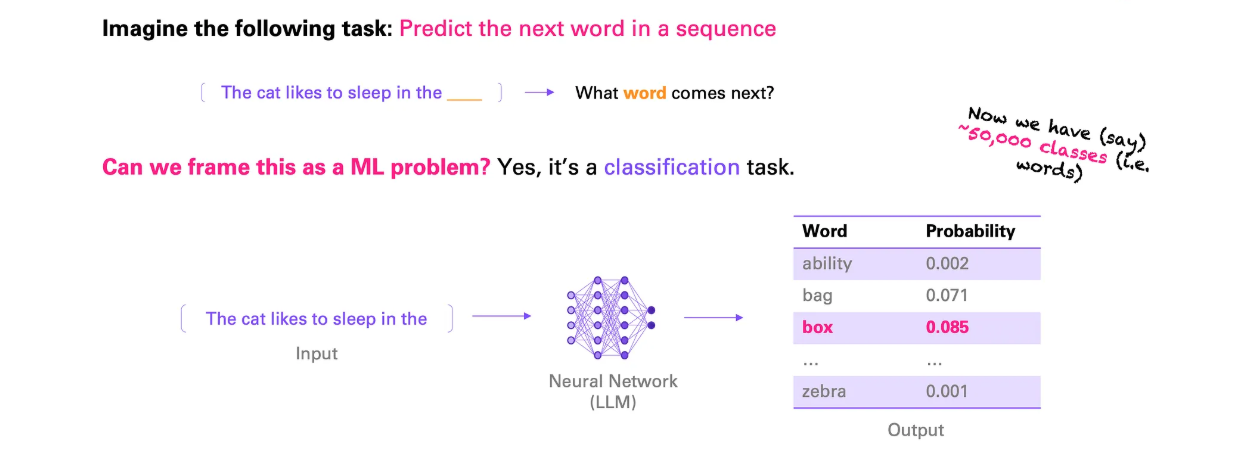 Imagine the following task: Predict the next word in a sequence
[ The cat likes to sleep in the ____ ] → What word comes next?
Now we have (say)
~50,000 classes (i.e.
words)
Can we frame this as a ML problem? Yes, it’s a classification task.
Word Probability
ability 0.002
bag 0.071
box 0.085
... ...
zebra 0.001
Output
[ The cat likes to sleep in the ]
Input
Neural Network
(LLM)